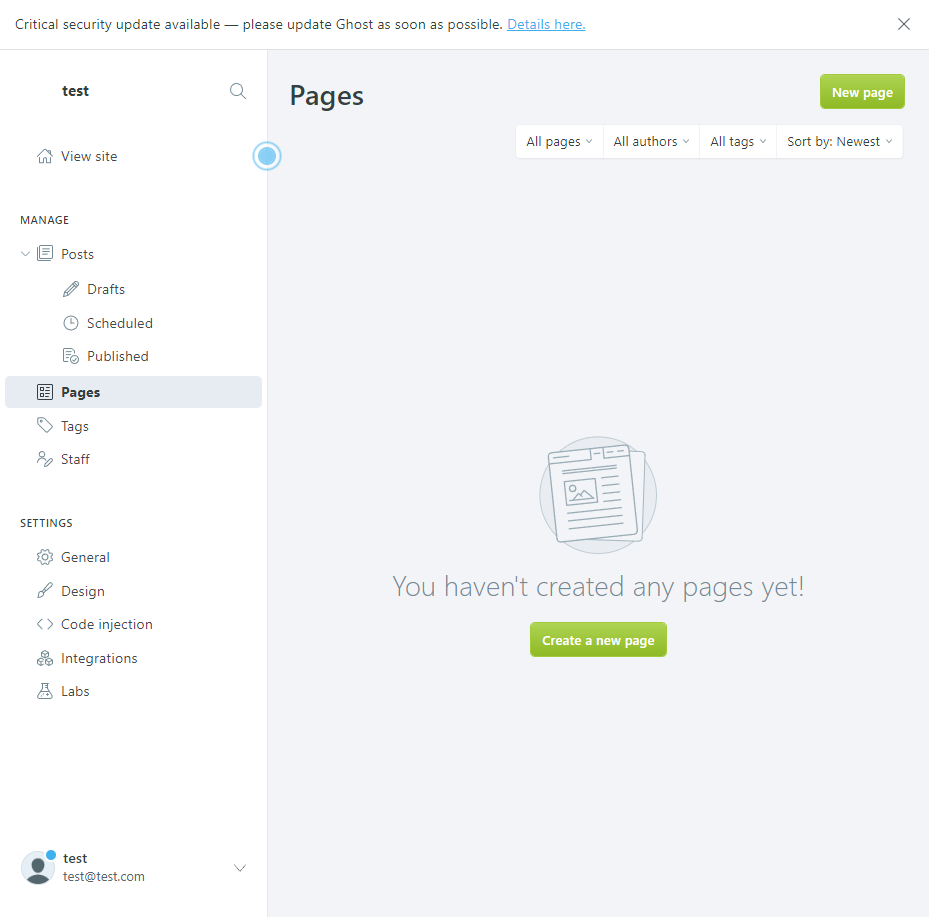 Critical security update available — please update Ghost as soon as possible. Details here.
test
View site
MANAGE
Posts
Drafts
Scheduled
Published
Pages
Tags
Staff
SETTINGS
General
Design
Code injection
Integrations
Labs
test
test@test.com
Pages
New page
All pages
All authors
All tags
Sort by: Newest
You haven't created any pages yet!
Create a new page